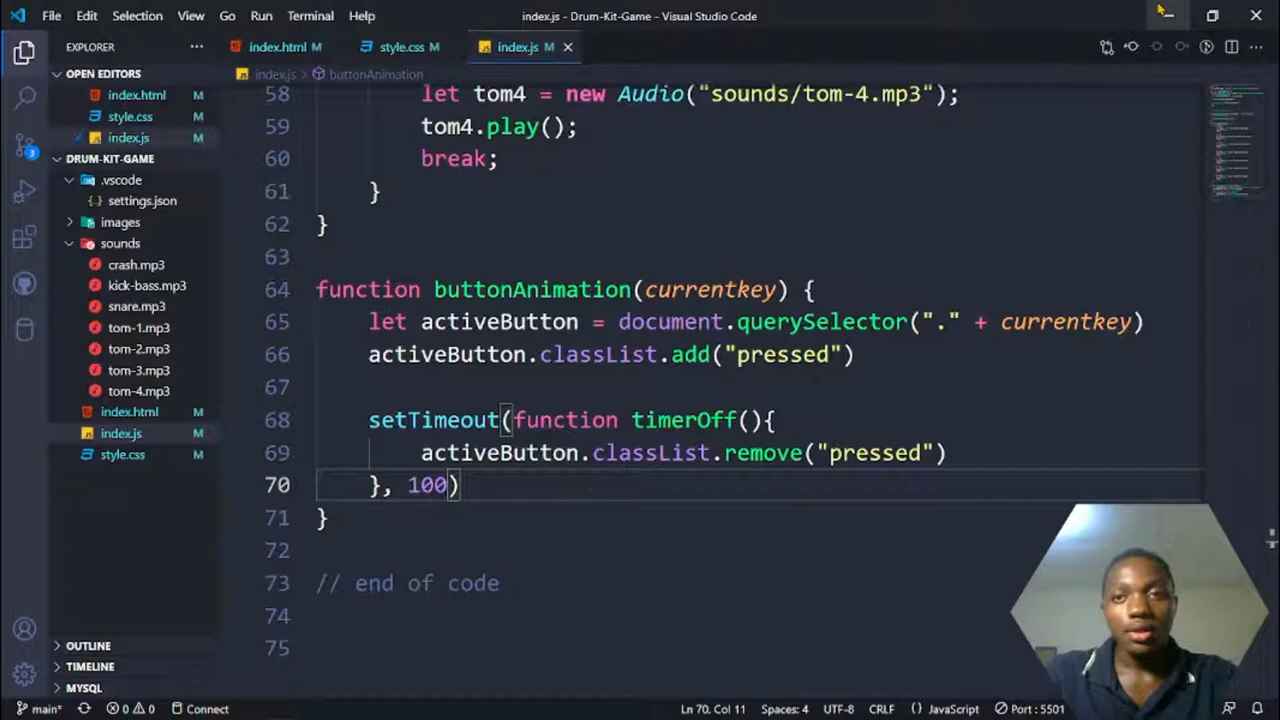 File Edit Selection View Go Run Terminal Help
index.js - Drum-Kit-Game - Visual Studio Code
EXPLORER
index.html M
style.css M
index.js M
OPEN EDITORS
index.html M
style.css M
index.js M
DRUM-KIT-GAME
.vscode
settings.json
images
sounds
crash.mp3
kick-bass.mp3
snare.mp3
tom-1.mp3
tom-2.mp3
tom-3.mp3
tom-4.mp3
index.html M
index.js M
style.css M
OUTLINE
TIMELINE
MYSQL
3
index.js > buttonAnimation
58 let tom4 = new Audio("sounds/tom-4.mp3");
59 tom4.play();
60 break;
61 }
62 }
63
64 function buttonAnimation(currentkey) {
65 let activeButton = document.querySelector("." + currentkey)
66 activeButton.classList.add("pressed")
67
68 setTimeout(function timerOff(){
69 activeButton.classList.remove("pressed")
70 }, 100)
71 }
72
73 // end of code
74
75
main* 0 0 Connect
Ln 70, Col 11 Spaces: 4 UTF-8 CRLF {} JavaScript Port : 5501